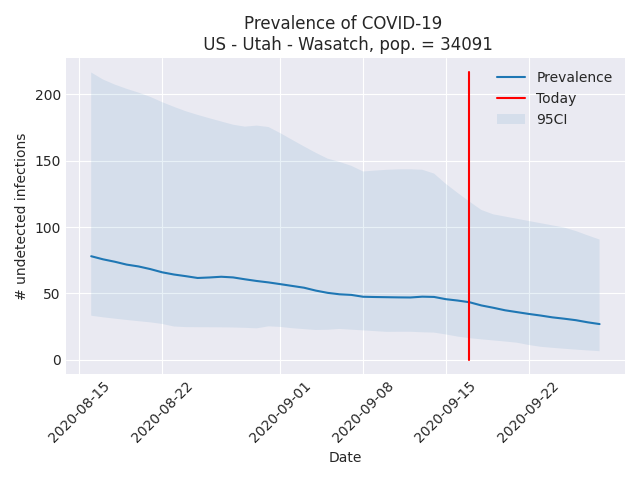 Prevalence of COVID-19
US - Utah - Wasatch, pop. = 34091
Prevalence
Today
95CI
200
150
100
50
0
# undetected infections
2020-08-15
2020-08-22
2020-09-01
2020-09-08
2020-09-15
2020-09-22
Date